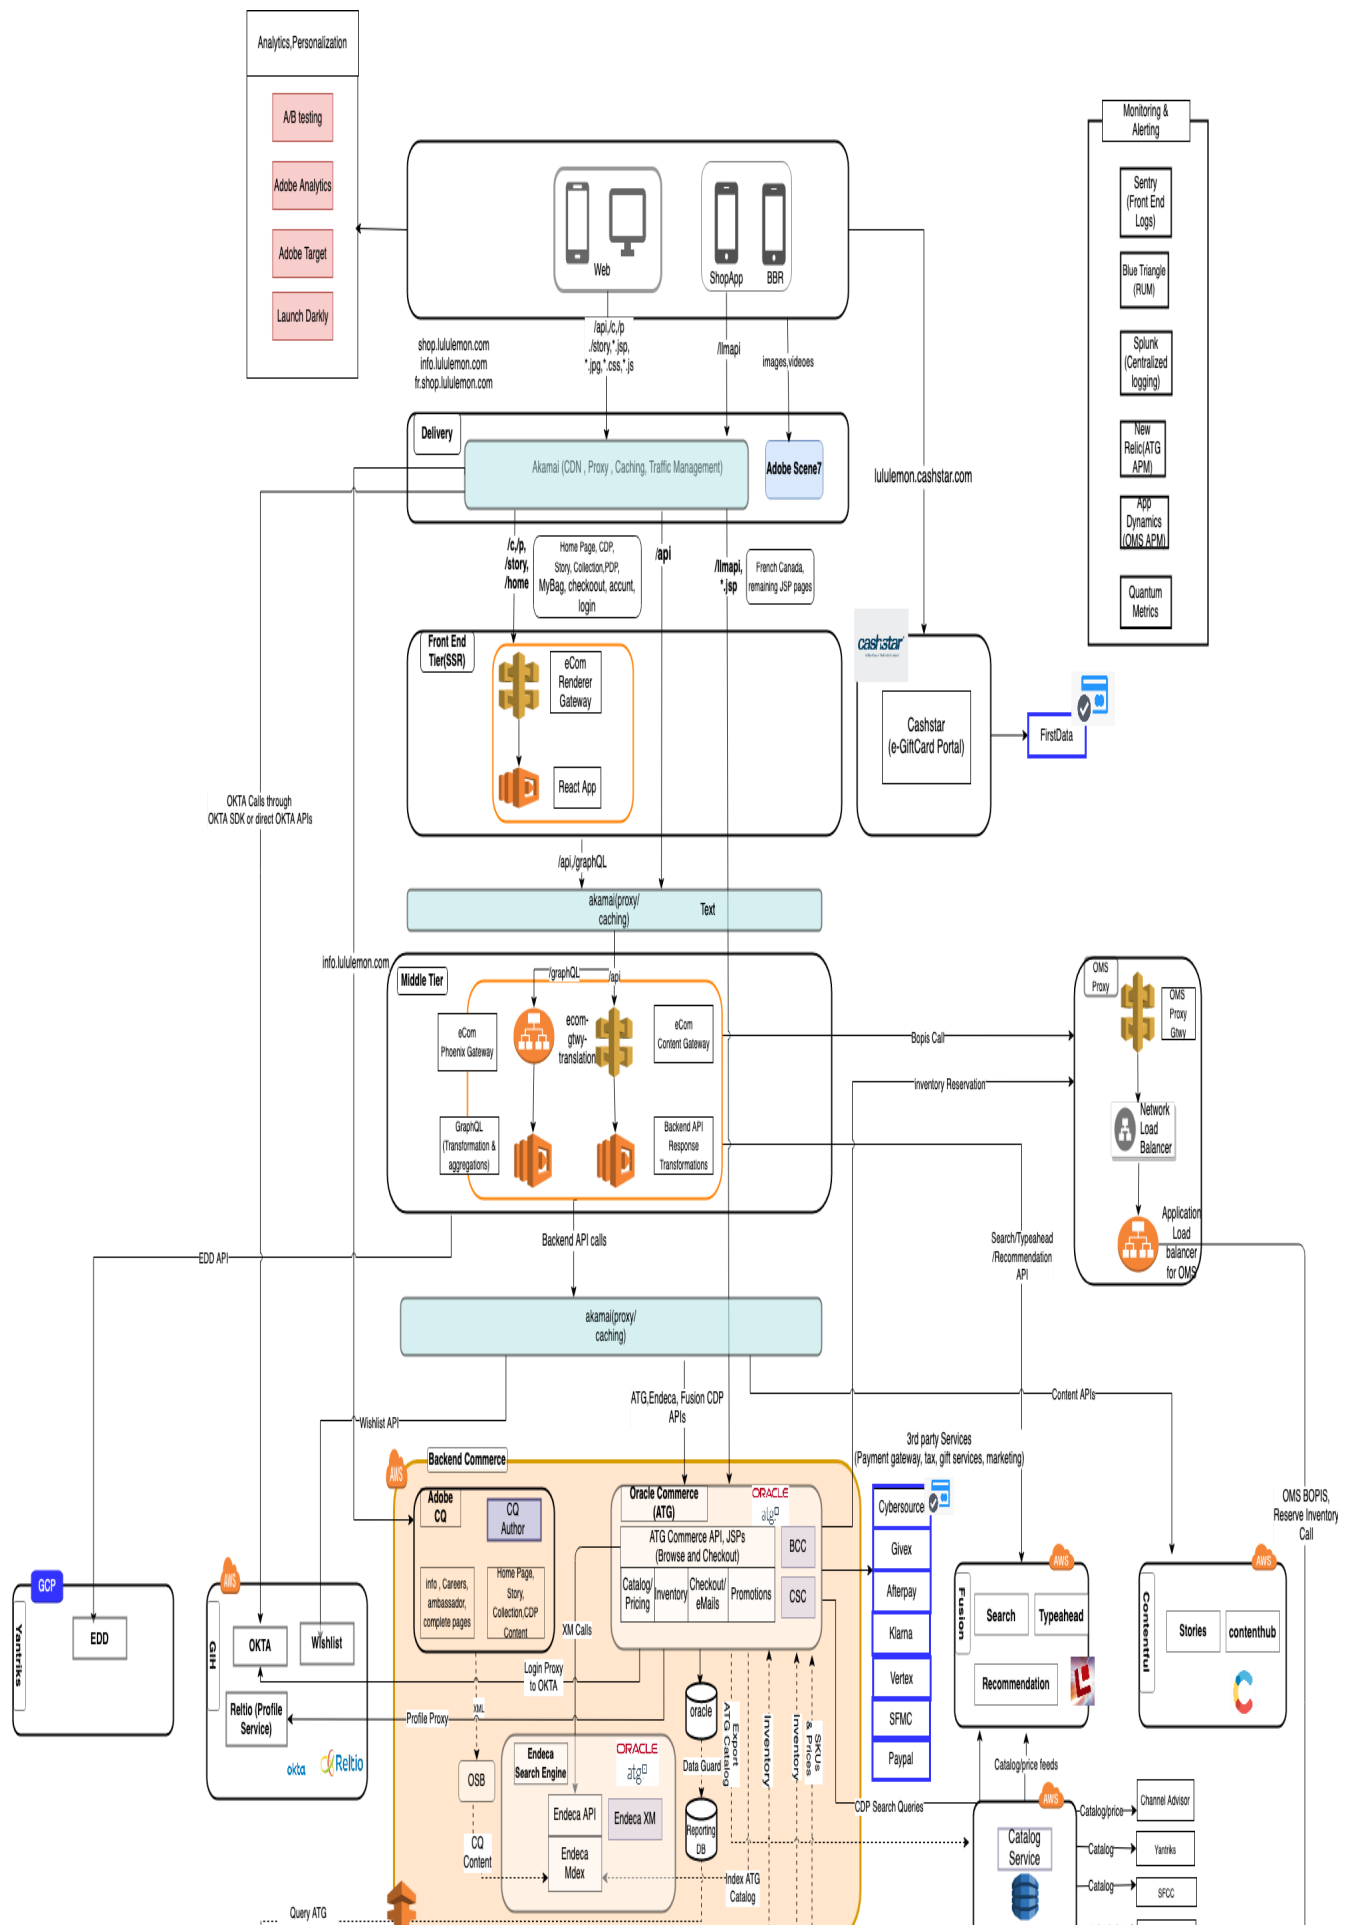 Analytics,Personalization
A/B testing
Adobe Analytics
Adobe Target
Launch Darkly
Monitoring &
Alerting
Sentry
(Front End
Logs)
Blue Triangle
(RUM)
Splunk
(Centralized
logging)
New
Relic(ATG
APM)
App
Dynamics
(OMS APM)
Quantum
Metrics
Web
ShopApp
BBR
/api,/c,/p
./story,*.jsp,
*.jpg,*.css,*.js
/llmapi
images,videoes
shop.lululemon.com
info.lululemon.com
fr.shop.lululemon.com
Delivery
Akamai (CDN , Proxy , Caching, Traffic Management)
Adobe Scene7
lululemon.cashstar.com
/c,/p,
/story,
/home
Home Page, CDP,
Story, Collection,PDP,
MyBag, checkoout, accunt,
login
/api
/llmapi,
*.jsp
French Canada,
remaining JSP pages
Front End
Tier(SSR)
eCom
Renderer
Gateway
React App
cashstar
Cashstar
(e-GiftCard Portal)
FirstData
OKTA Calls through
OKTA SDK or direct OKTA APIs
/api,/graphQL
akamai(proxy/
caching)
Text
info.lululemon.com
Middle Tier
/graphQL
/api
eCom
Phoenix Gateway
ecom-
gtwy-
translation
eCom
Content Gateway
GraphQL
(Transformation &
aggregations)
Backend API
Response
Transformations
Bopis Call
inventory Reservation
OMS
Proxy
OMS
Proxy
Gtwy
Network
Load
Balancer
Application
Load
balancer
for OMS
EDD API
Backend API calls
Search/Typeahead
/Recommendation
API
akamai(proxy/
caching)
Wishlist API
ATG,Endeca, Fusion CDP
APIs
Content APIs
3rd party Services
(Payment gateway, tax, gift services, marketing)
OMS BOPIS,
Reserve Inventory
Call
AWS
Backend Commerce
Adobe
CQ
CQ
Author
info , Careers,
ambassador,
complete pages
Home Page,
Story,
Collection,CDP
Content
Oracle Commerce
(ATG)
ORACLE
atg
ATG Commerce API, JSPs
(Browse and Checkout)
Catalog/
Pricing
Inventory
Checkout/
eMails
Promotions
BCC
CSC
Cybersource
Givex
Afterpay
Klarna
Vertex
SFMC
Paypal
AWS
Fusion
Search
Typeahead
Recommendation
AWS
Contentful
Stories
contenthub
GCP
Yantriks
EDD
AWS
GIH
OKTA
Wishlist
Reltio (Profile
Service)
okta
Reltio
XM Calls
Login Proxy
to OKTA
Profile Proxy
XML
OSB
CQ
Content
Endeca
Search Engine
ORACLE
atg
Endeca API
Endeca XM
Endeca
Mdex
oracle
Data Guard
Reporting
DB
Export
ATG Catalog
Inventory
Inventory
SKUs
& Prices
Index ATG
Catalog
CDP Search Queries
Catalog/price feeds
AWS
Catalog
Service
Catalog/price
Channel Advisor
Catalog
Yantriks
Catalog
SFCC
Query ATG